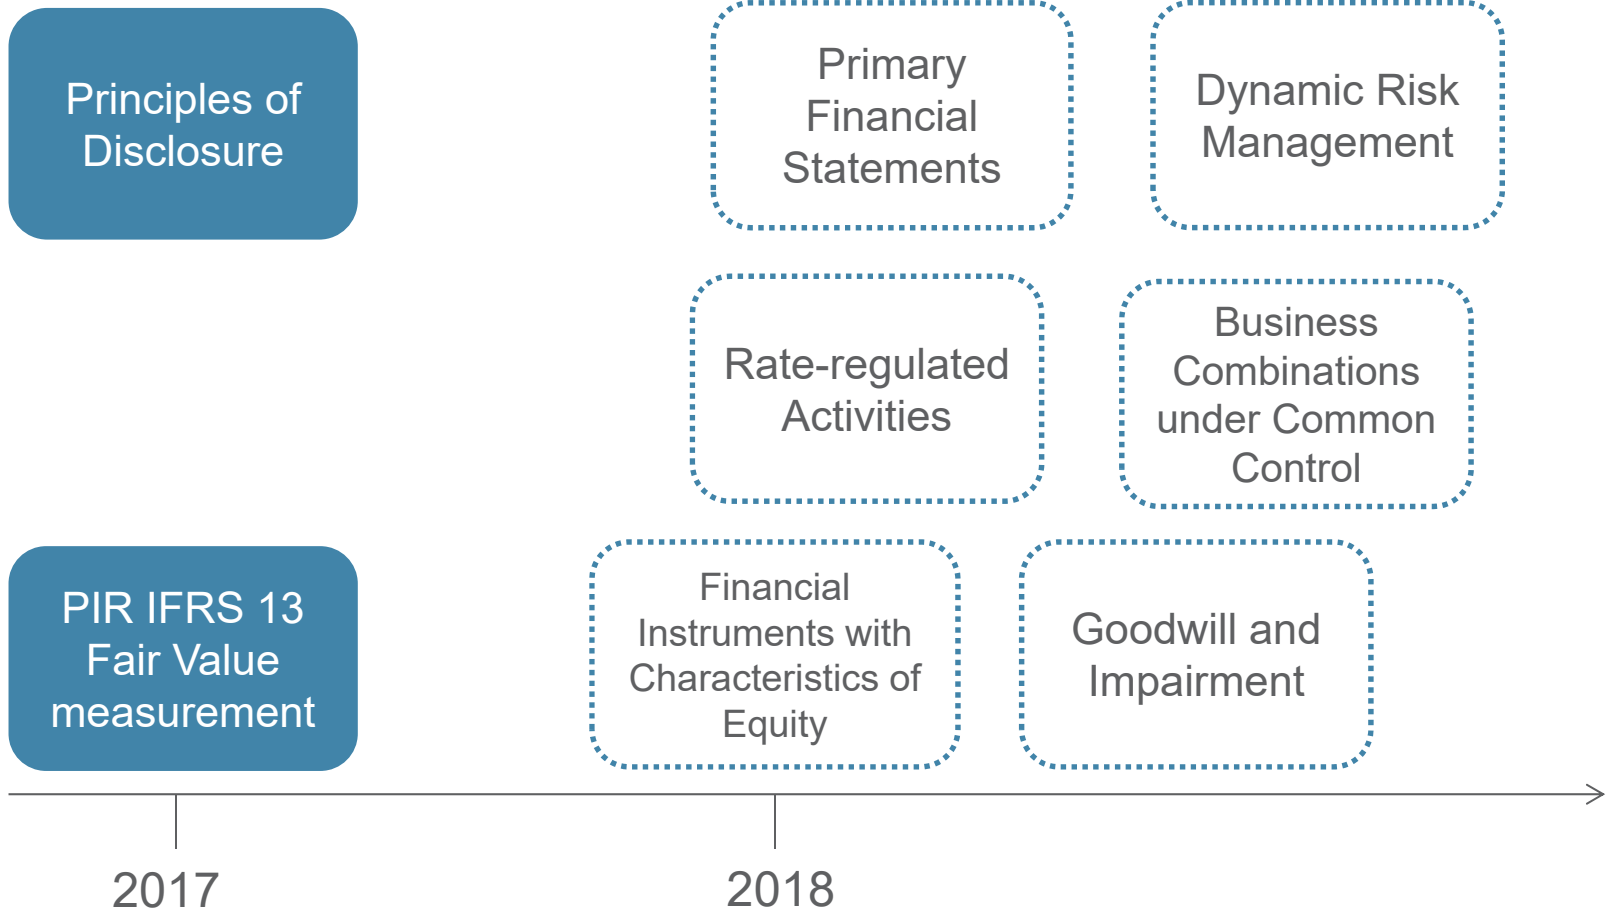 Principles of
Disclosure
Primary
Financial
Statements
Dynamic Risk
Management
Rate-regulated
Activities
Business
Combinations
under Common
Control
PIR IFRS 13
Fair Value
measurement
Financial
Instruments with
Characteristics of
Equity
Goodwill and
Impairment
2017
2018